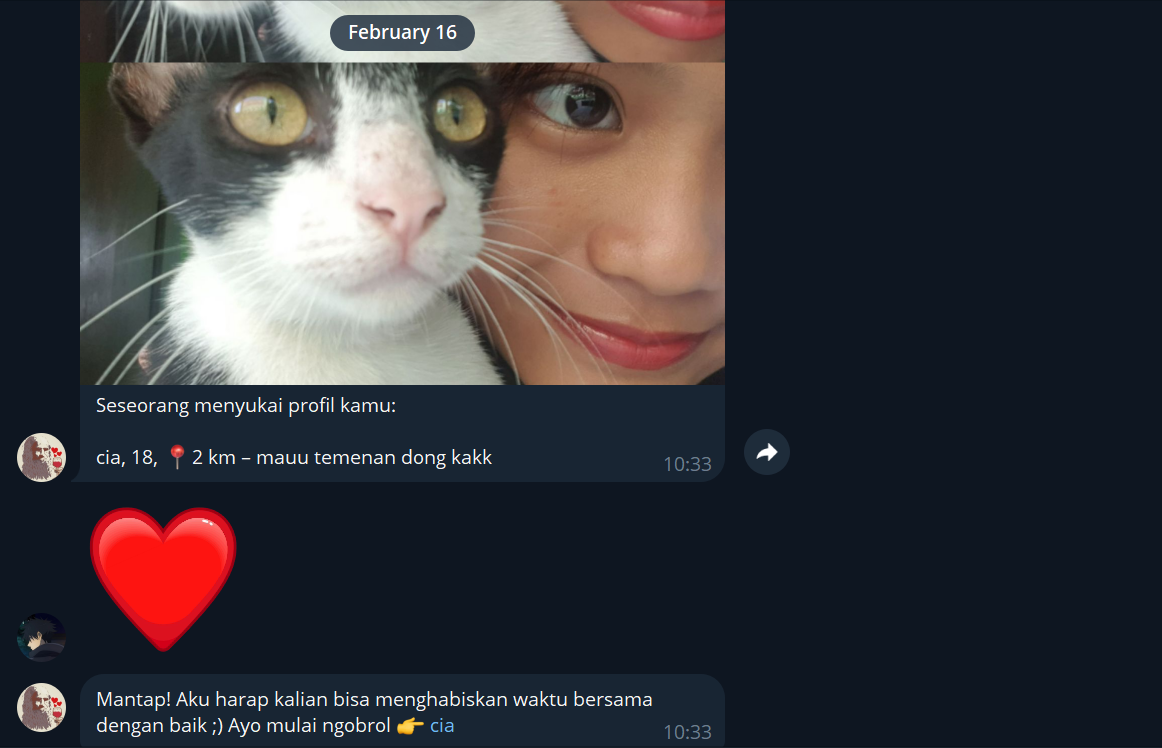 February 16
Seseorang menyukai profil kamu:
cia, 18, 📍 2 km – mauu temenan dong kakk
10:33
Mantap! Aku harap kalian bisa menghabiskan waktu bersama
dengan baik ;) Ayo mulai ngobrol 👉 cia
10:33